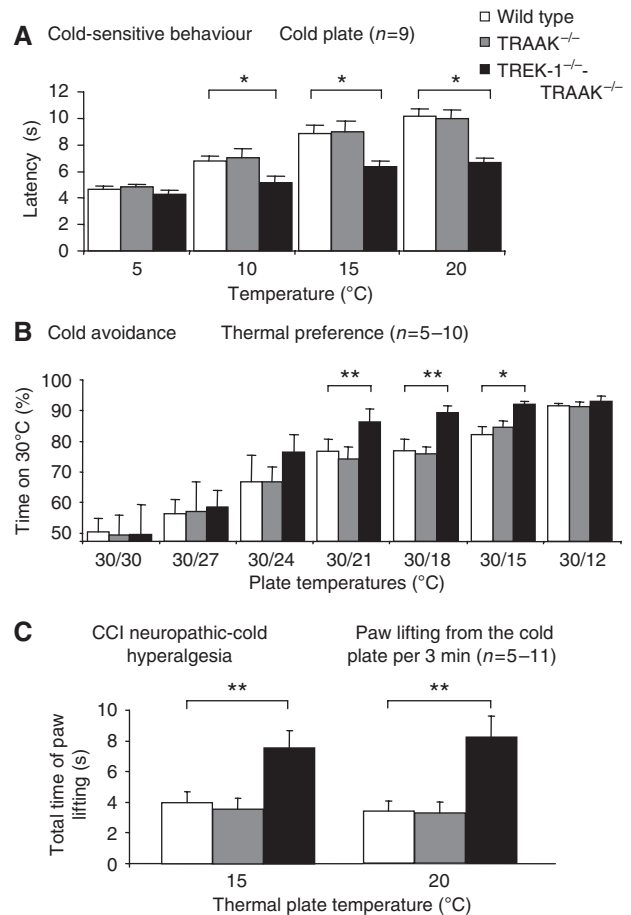 A Cold-sensitive behaviour Cold plate (n=9)
Wild type
TRAAK−/−
TREK-1−/−-
TRAAK−/−
* * *
12
10
8
6
4
2
0
Latency (s)
5 10 15 20
Temperature (°C)
B Cold avoidance Thermal preference (n=5–10)
** ** *
100
90
80
70
60
50
Time on 30°C (%)
30/30 30/27 30/24 30/21 30/18 30/15 30/12
Plate temperatures (°C)
C
CCI neuropathic-cold
hyperalgesia
Paw lifting from the cold
plate per 3 min (n=5–11)
** **
10
8
6
4
2
0
Total time of paw
lifting (s)
15 20
Thermal plate temperature (°C)